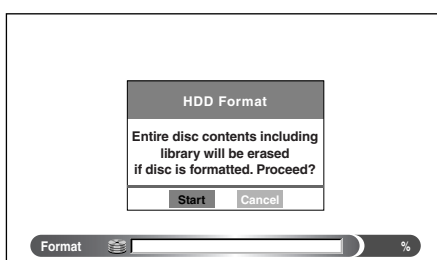 HDD Format
Entire disc contents including
library will be erased
if disc is formatted. Proceed?
Start Cancel
Format %